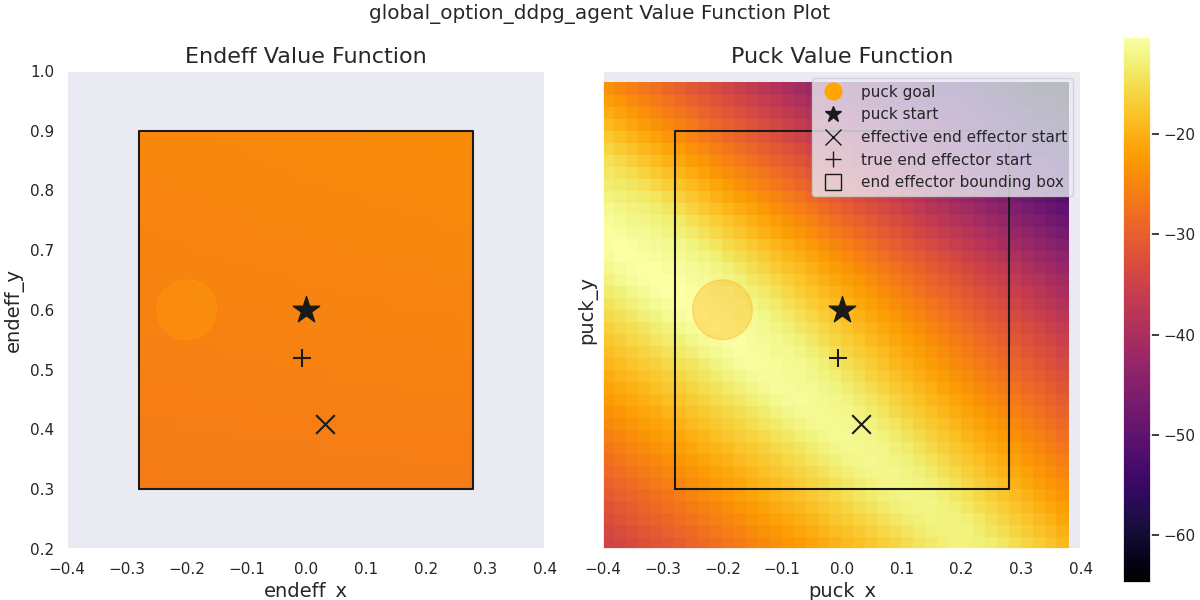 global_option_ddpg_agent Value Function Plot
Endeff Value Function
endeff_y
1.0
0.9
0.8
0.7
0.6
0.5
0.4
0.3
0.2
−0.4 −0.3 −0.2 −0.1 0.0 0.1 0.2 0.3 0.4
endeff_x
Puck Value Function
puck_y
puck goal
puck start
effective end effector start
true end effector start
end effector bounding box
−0.4 −0.3 −0.2 −0.1 0.0 0.1 0.2 0.3 0.4
puck_x
−20
−30
−40
−50
−60